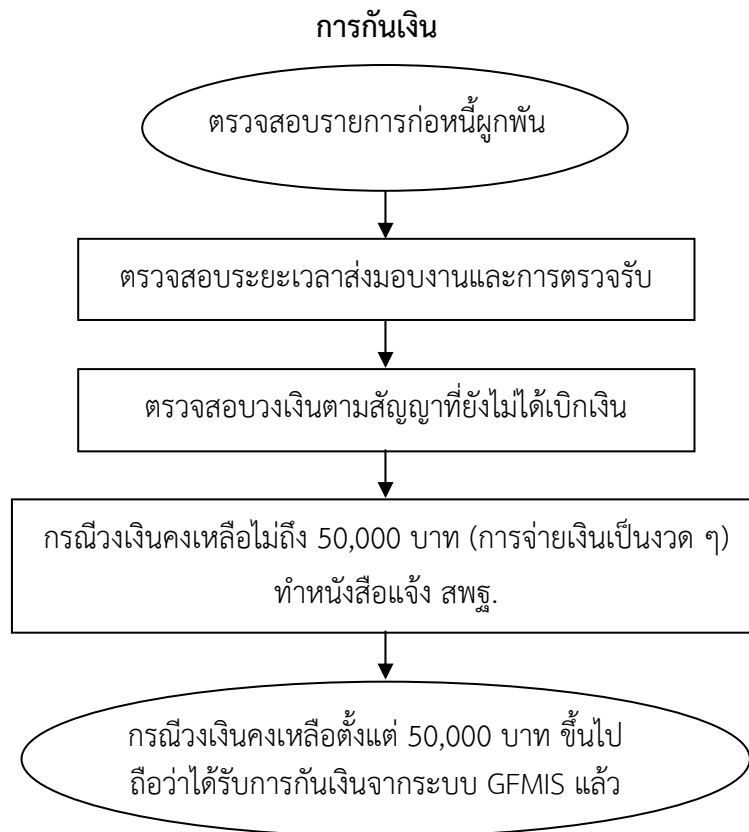 การกันเงิน
ตรวจสอบรายการก่อหนี้ผูกพัน
ตรวจสอบระยะเวลาส่งมอบงานและการตรวจรับ
ตรวจสอบวงเงินตามสัญญาที่ยังไม่ได้เบิกเงิน
กรณีวงเงินคงเหลือไม่ถึง 50,000 บาท (การจ่ายเงินเป็นงวด ๆ)
ทำหนังสือแจ้ง สพฐ.
กรณีวงเงินคงเหลือตั้งแต่ 50,000 บาท ขึ้นไป
ถือว่าได้รับการกันเงินจากระบบ GFMIS แล้ว